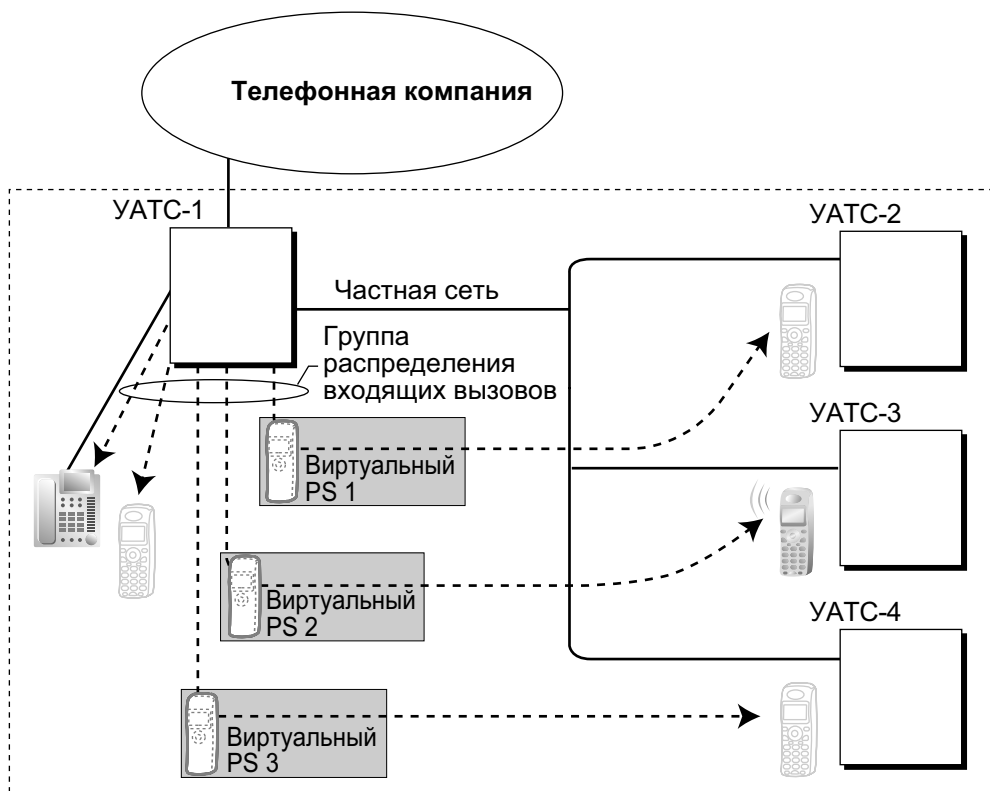 Телефонная компания
УАТС-1
УАТС-2
Частная сеть
Группа
распределения
входящих вызовов
УАТС-3
Виртуальный
PS 1
Виртуальный
PS 2
УАТС-4
Виртуальный
PS 3